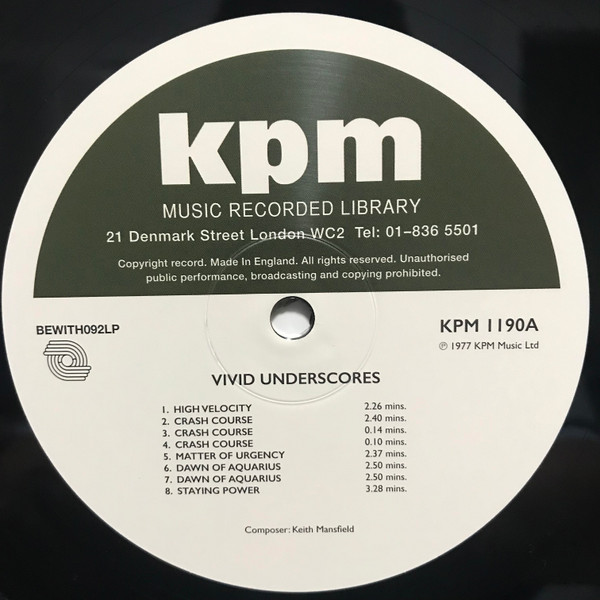 kpm
MUSIC RECORDED LIBRARY
21 Denmark Street London WC2 Tel: 01-836 5501
Copyright record. Made In England. All rights reserved. Unauthorised
public performance, broadcasting and copying prohibited.
BEWITH092LP
KPM 1190A
℗ 1977 KPM Music Ltd
VIVID UNDERSCORES
1. HIGH VELOCITY 2.26 mins.
2. CRASH COURSE 2.40 mins.
3. CRASH COURSE 0.14 mins.
4. CRASH COURSE 0.10 mins.
5. MATTER OF URGENCY 2.37 mins.
6. DAWN OF AQUARIUS 2.50 mins.
7. DAWN OF AQUARIUS 2.50 mins.
8. STAYING POWER 3.28 mins.
Composer: Keith Mansfield